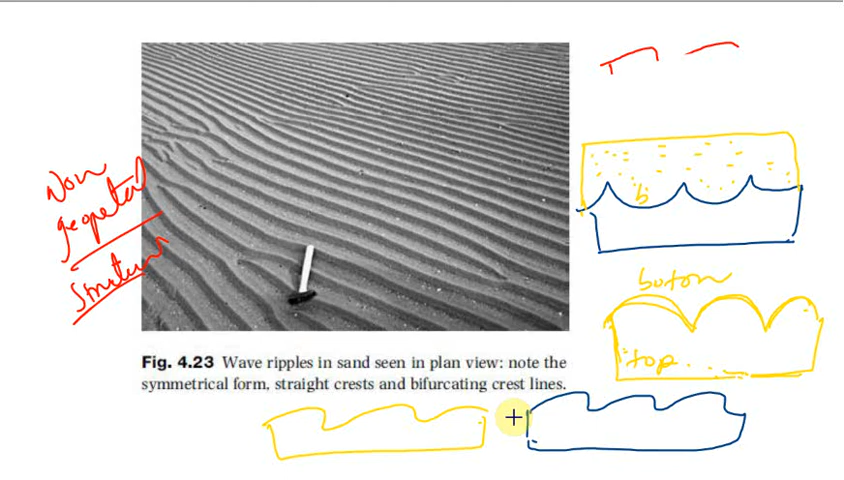 Non
geopetal
Structure
b
botom
top
Fig. 4.23 Wave ripples in sand seen in plan view: note the
symmetrical form, straight crests and bifurcating crest lines.